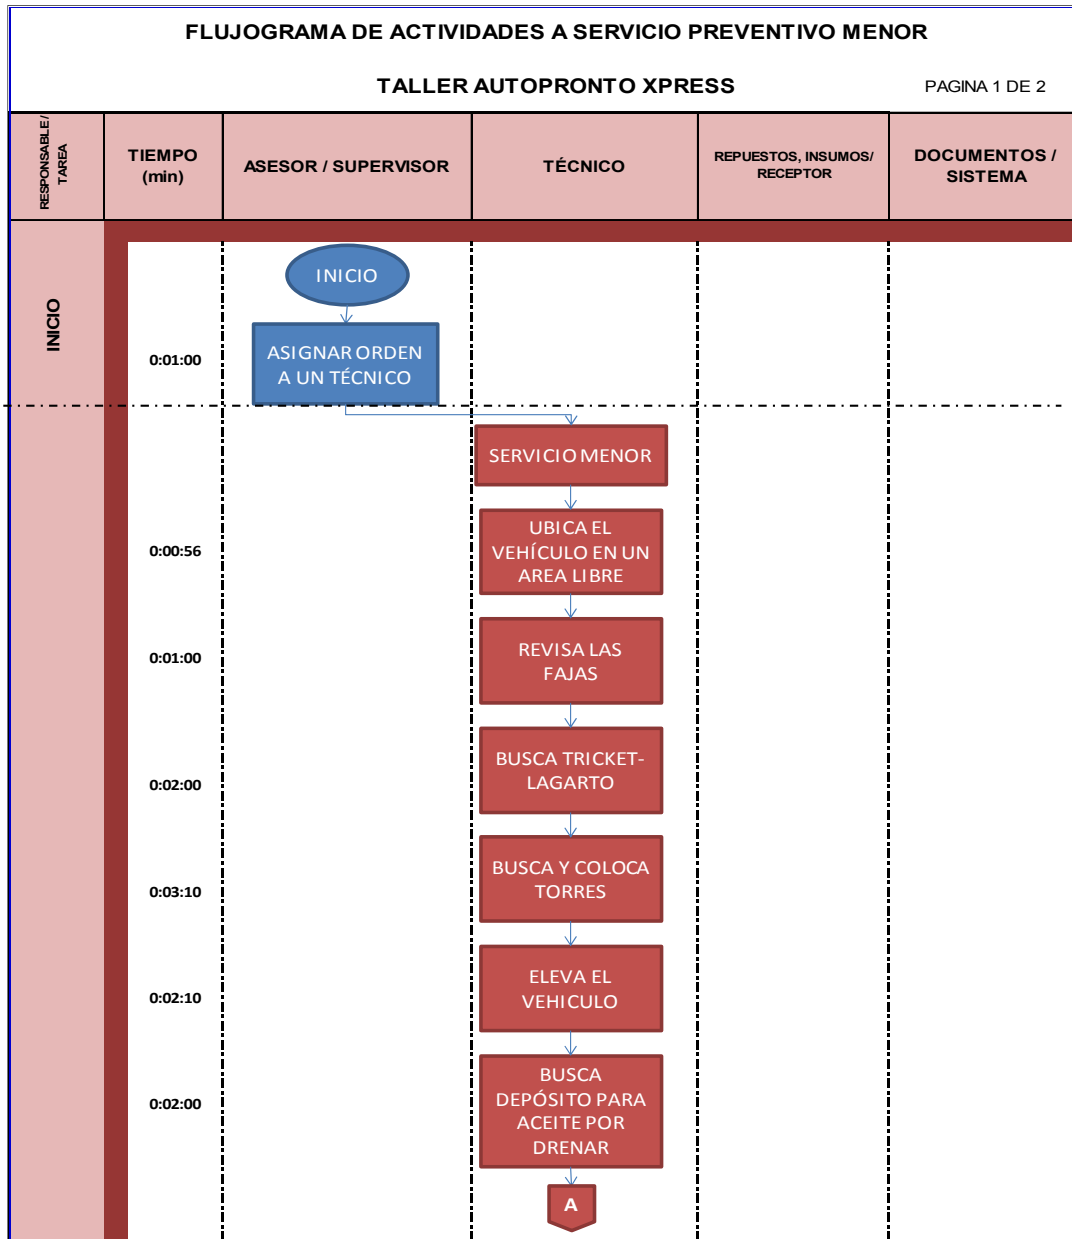 FLUJOGRAMA DE ACTIVIDADES A SERVICIO PREVENTIVO MENOR
TALLER AUTOPRONTO XPRESS
PAGINA 1 DE 2
RESPONSABLE /
TAREA
TIEMPO
(min)
ASESOR / SUPERVISOR
TÉCNICO
REPUESTOS, INSUMOS/
RECEPTOR
DOCUMENTOS /
SISTEMA
INICIO
INICIO
0:01:00
ASIGNAR ORDEN
A UN TÉCNICO
SERVICIO MENOR
0:00:56
UBICA EL
VEHÍCULO EN UN
AREA LIBRE
0:01:00
REVISA LAS
FAJAS
0:02:00
BUSCA TRICKET-
LAGARTO
0:03:10
BUSCA Y COLOCA
TORRES
0:02:10
ELEVA EL
VEHICULO
0:02:00
BUSCA
DEPÓSITO PARA
ACEITE POR
DRENAR
A